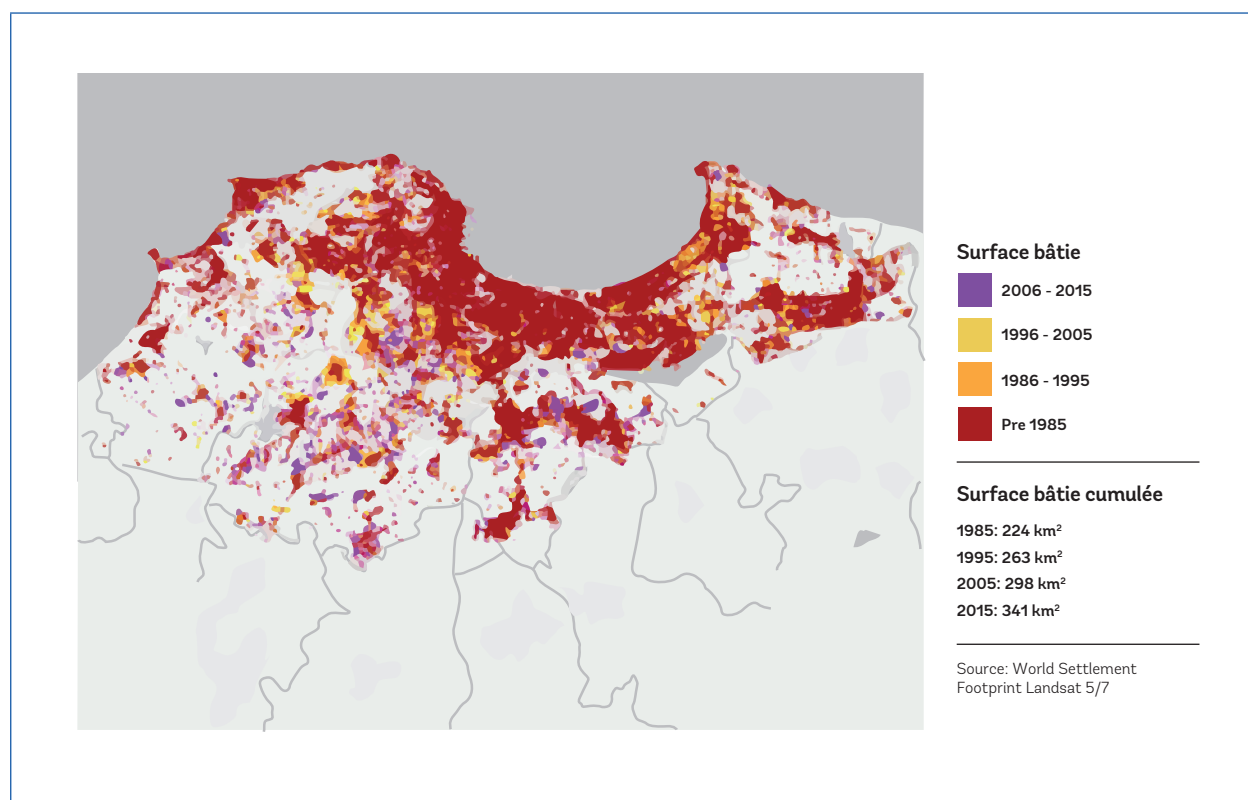 Surface bâtie
2006 - 2015
1996 - 2005
1986 - 1995
Pre 1985
Surface bâtie cumulée
1985: 224 km²
1995: 263 km²
2005: 298 km²
2015: 341 km²
Source: World Settlement
Footprint Landsat 5/7